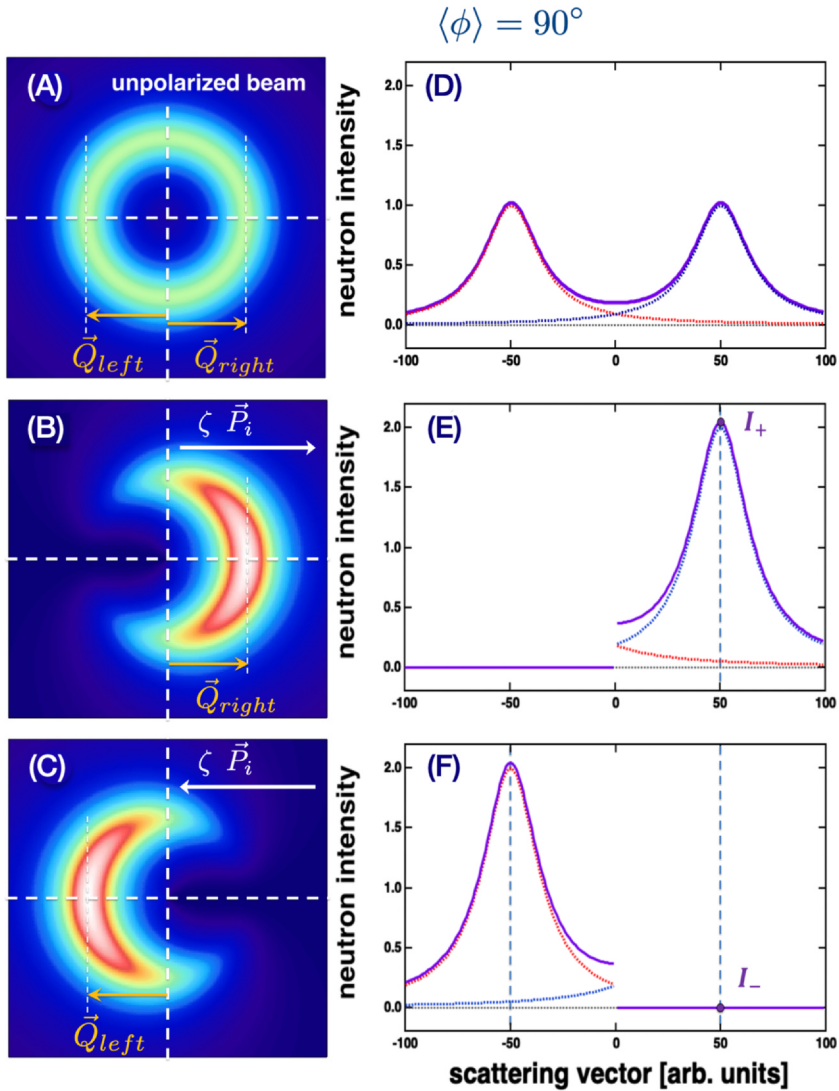 ⟨ϕ⟩ = 90°
(A)
unpolarized beam
Q⃗left
Q⃗right
(D)
neutron intensity
2.0
1.5
1.0
0.5
0.0
-100
-50
0
50
100
(B)
ζ P⃗i
Q⃗right
(E)
I+
neutron intensity
2.0
1.5
1.0
0.5
0.0
-100
-50
0
50
100
(C)
ζ P⃗i
Q⃗left
(F)
I−
neutron intensity
2.0
1.5
1.0
0.5
0.0
-100
-50
0
50
100
scattering vector [arb. units]